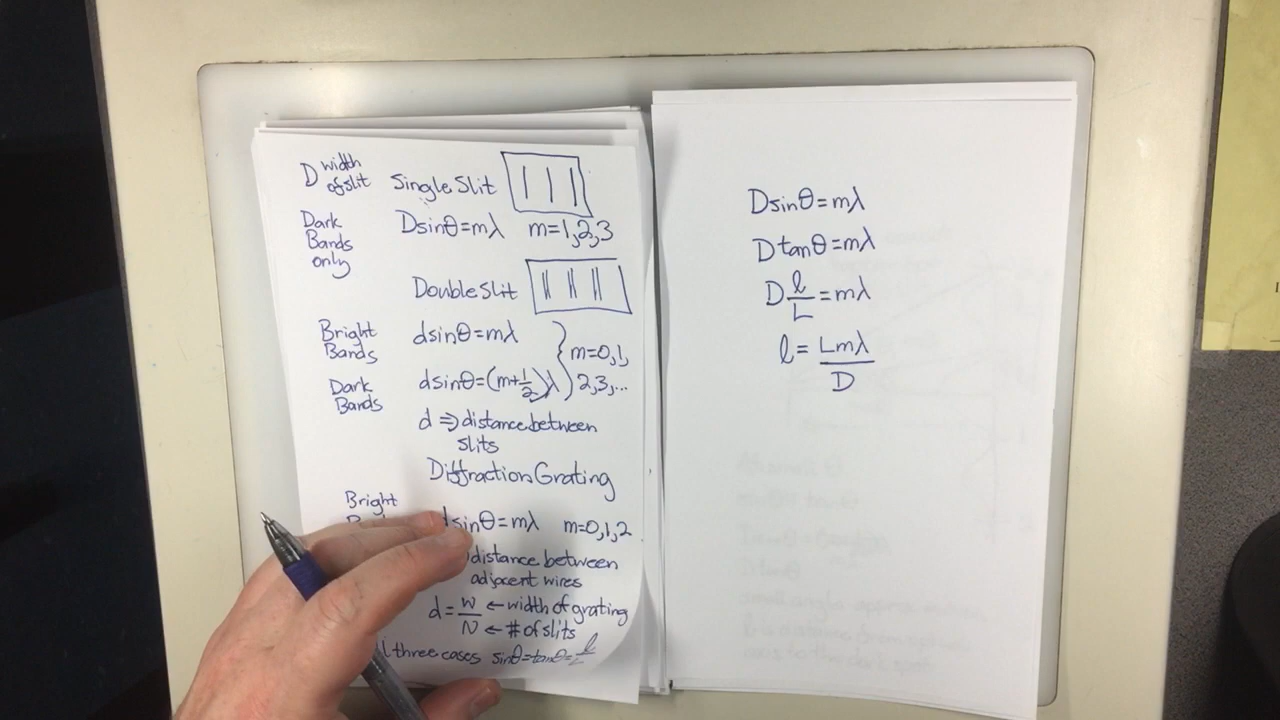 D width of slit
Single Slit
Dark Bands only
Dsinθ=mλ m=1,2,3
Double Slit
Bright Bands
dsinθ=mλ
m=0,1,
2,3,...
Dark Bands
dsinθ=(m+1/2)λ
d ⇒ distance between
slits
Diffraction Grating
Bright
dsinθ=mλ m=0,1,2
distance between
adjacent wires
d = W/N ← width of grating
← # of slits
three cases sinθ=tanθ=l/L
Dsinθ=mλ
Dtanθ=mλ
D l/L = mλ
l = Lmλ/D